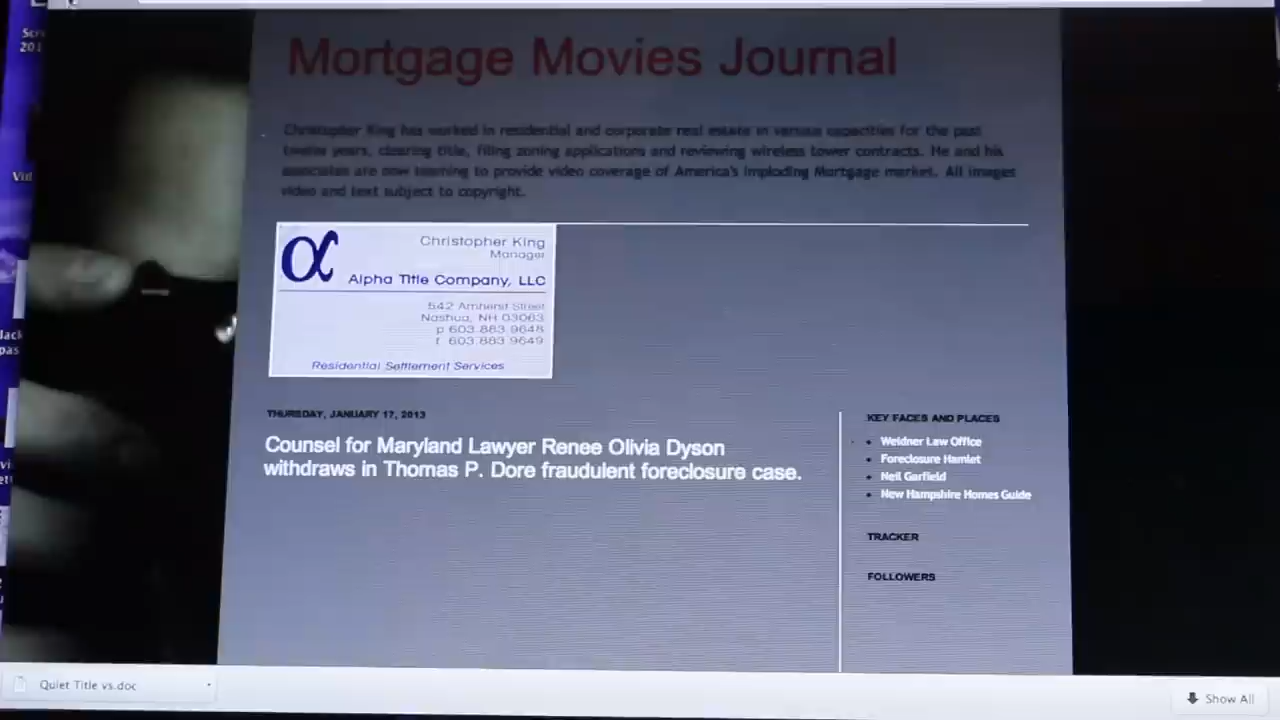 Mortgage Movies Journal
Christopher King has worked in residential and corporate real estate in various capacities for the past
twelve years, clearing title, filing zoning applications and reviewing wireless tower contracts. He and his
associates are now teaming to provide video coverage of America's imploding Mortgage market. All images
video and text subject to copyright.
α
Christopher King
Manager
Alpha Title Company, LLC
542 Amherst Street
Nashua, NH 03063
p 603.883.9648
f 603.883.9649
Residential Settlement Services
THURSDAY, JANUARY 17, 2013
Counsel for Maryland Lawyer Renee Olivia Dyson
withdraws in Thomas P. Dore fraudulent foreclosure case.
KEY FACES AND PLACES
Weidner Law Office
Foreclosure Hamlet
Neil Garfield
New Hampshire Homes Guide
TRACKER
FOLLOWERS
Quiet Title vs.doc
Show All